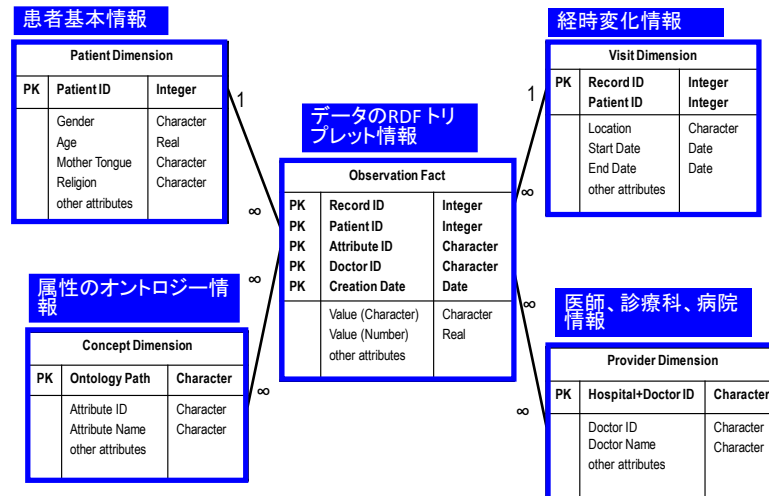 患者基本情報
Patient Dimension
PK Patient ID Integer
Gender Character
Age Real
Mother Tongue Character
Religion Character
other attributes
1
∞
データのRDF トリ
プレット情報
Observation Fact
PK Record ID Integer
PK Patient ID Integer
PK Attribute ID Character
PK Doctor ID Character
PK Creation Date Date
Value (Character) Character
Value (Number) Real
other attributes
経時変化情報
Visit Dimension
PK Record ID Integer
Patient ID Integer
Location Character
Start Date Date
End Date Date
other attributes
1
∞
属性のオントロジー情
報
Concept Dimension
PK Ontology Path Character
Attribute ID Character
Attribute Name Character
other attributes
∞
∞
医師、診療科、病院
情報
Provider Dimension
PK Hospital+Doctor ID Character
Doctor ID Character
Doctor Name Character
other attributes
∞
∞